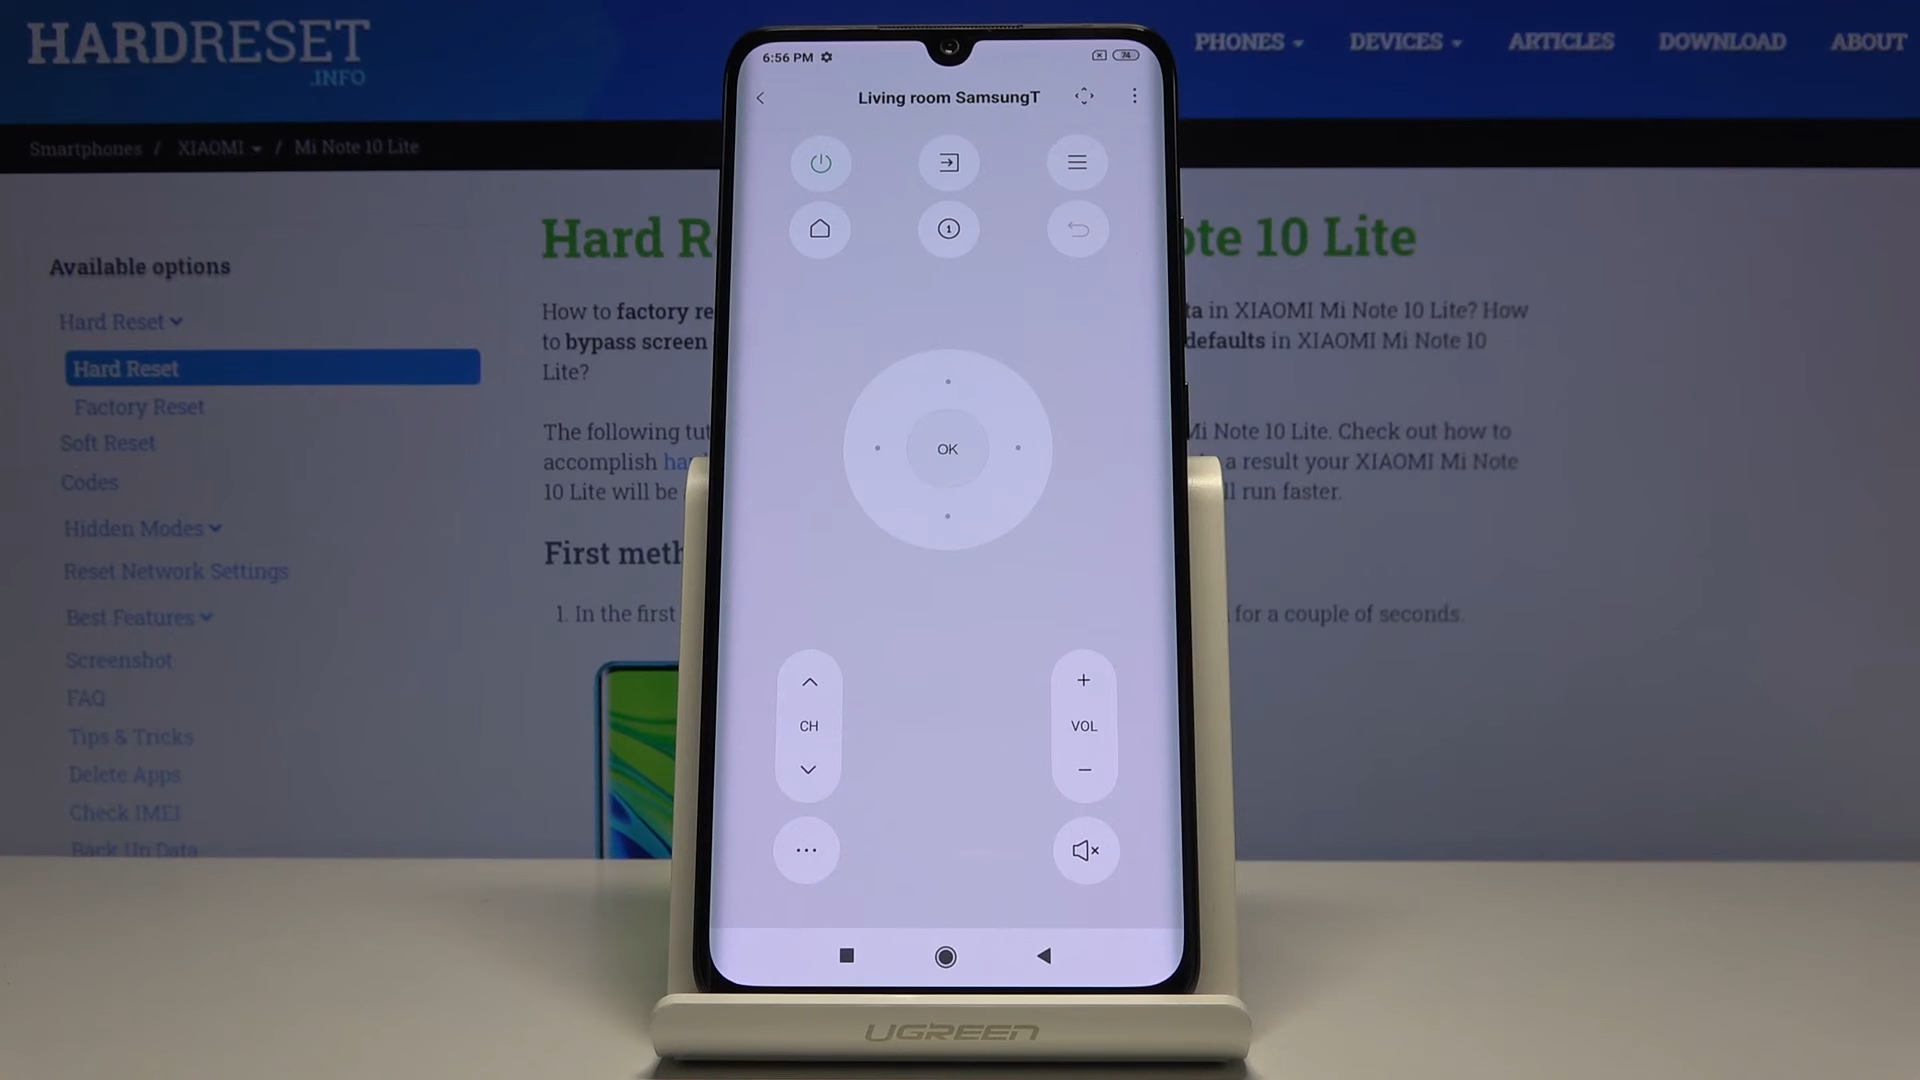 HARDRESET
.INFO
PHONES DEVICES ARTICLES DOWNLOAD ABOUT
Smartphones / XIAOMI / Mi Note 10 Lite
6:56 PM 74
Living room SamsungT
1
OK
CH
VOL
Available options
Hard Reset
Hard Reset
Factory Reset
Soft Reset
Codes
Hidden Modes
Reset Network Settings
Best Features
Screenshot
FAQ
Tips & Tricks
Delete Apps
Check IMEI
Back Up Data
Hard R ote 10 Lite
How to factory re ta in XIAOMI Mi Note 10 Lite? How
to bypass screen defaults in XIAOMI Mi Note 10
Lite?
The following tut Mi Note 10 Lite. Check out how to
accomplish ha a result your XIAOMI Mi Note
10 Lite will be ll run faster.
First meth
1. In the first for a couple of seconds.
UGREEN